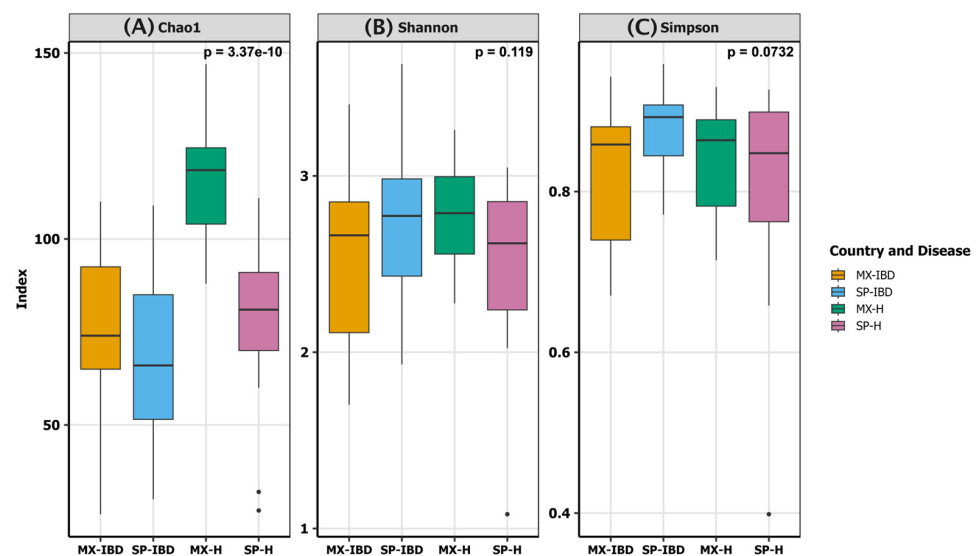 (A) Chao1
(B) Shannon
(C) Simpson
p = 3.37e-10
p = 0.119
p = 0.0732
Index
150
100
50
3
2
1
0.8
0.6
0.4
MX-IBD SP-IBD MX-H SP-H
MX-IBD SP-IBD MX-H SP-H
MX-IBD SP-IBD MX-H SP-H
Country and Disease
MX-IBD
SP-IBD
MX-H
SP-H